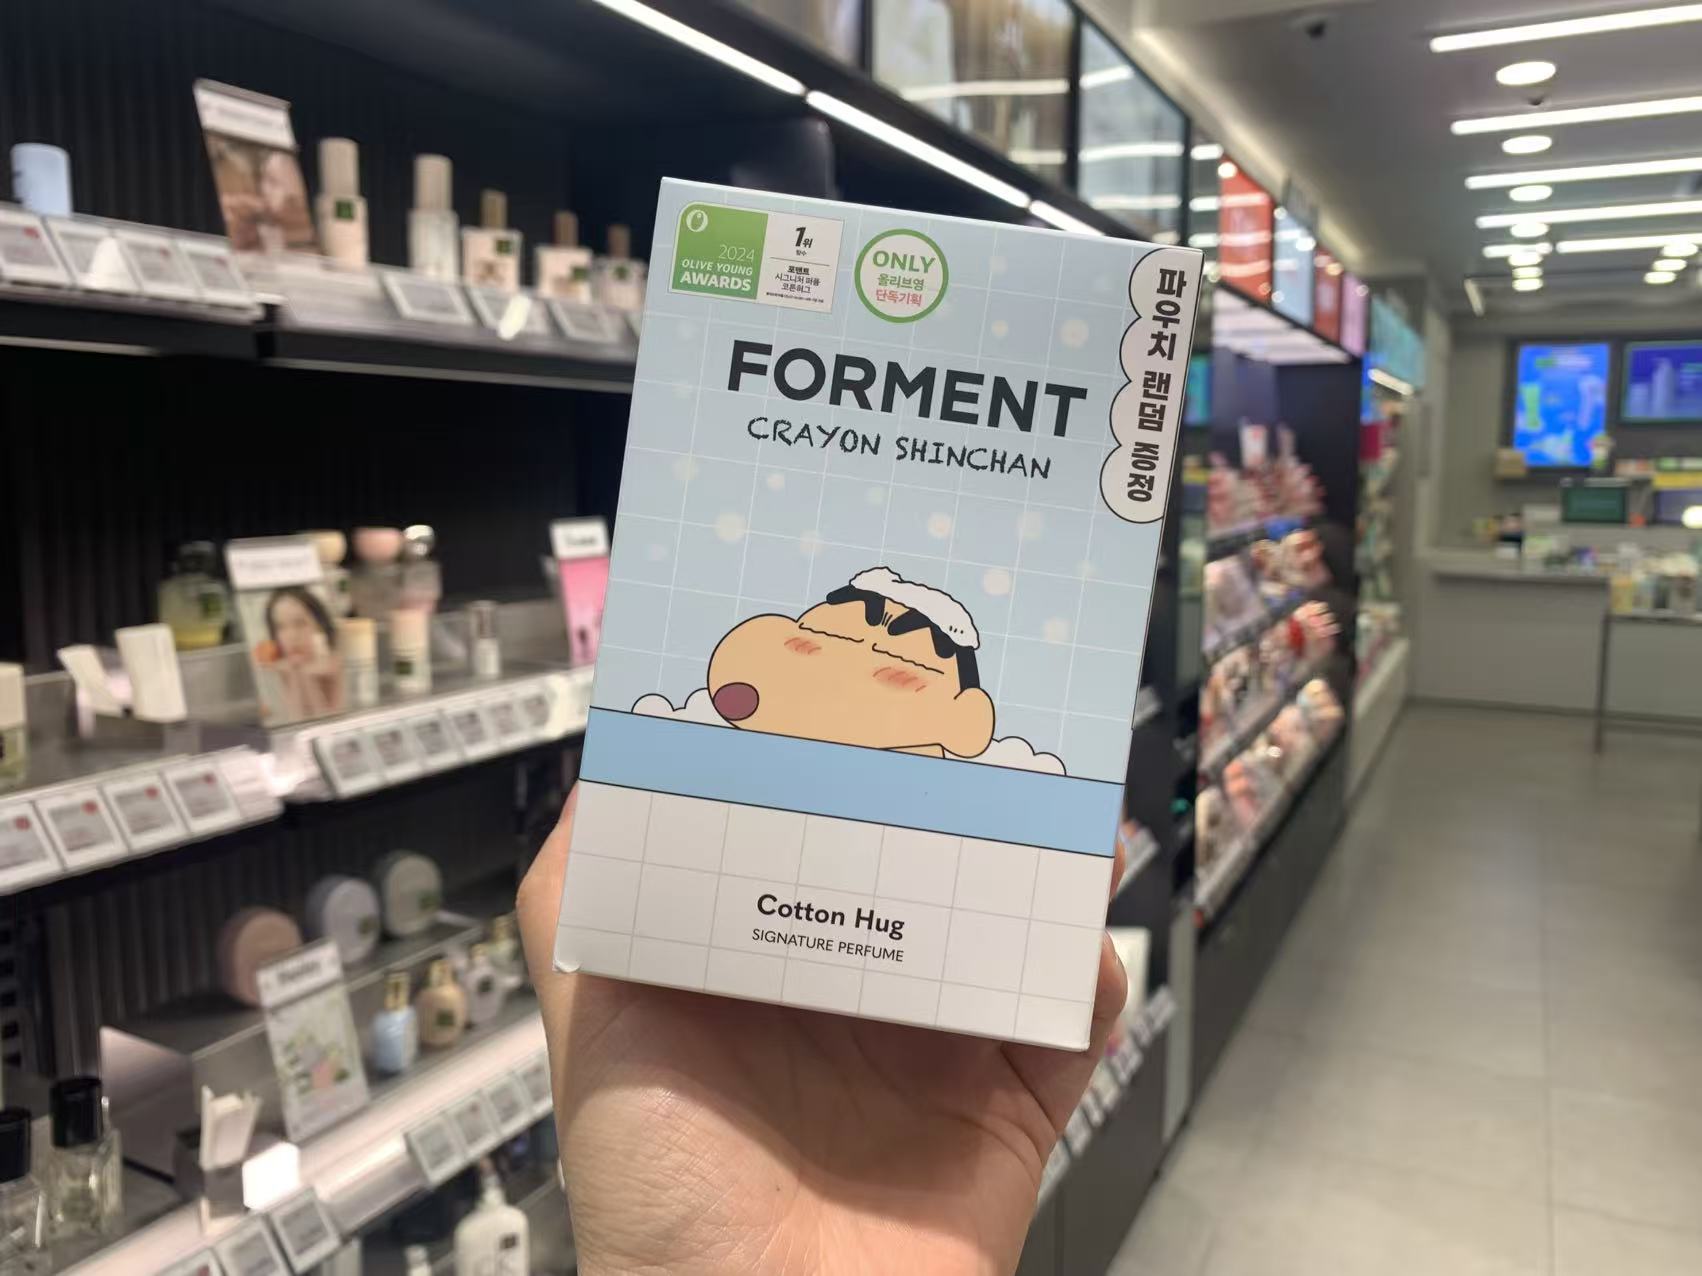 2024
OLIVE YOUNG
AWARDS
1위
향수
포맨트
시그니처 퍼퓸
코튼허그
ONLY
올리브영
단독기획
파우치 랜덤 증정
FORMENT
CRAYON SHINCHAN
Cotton Hug
SIGNATURE PERFUME